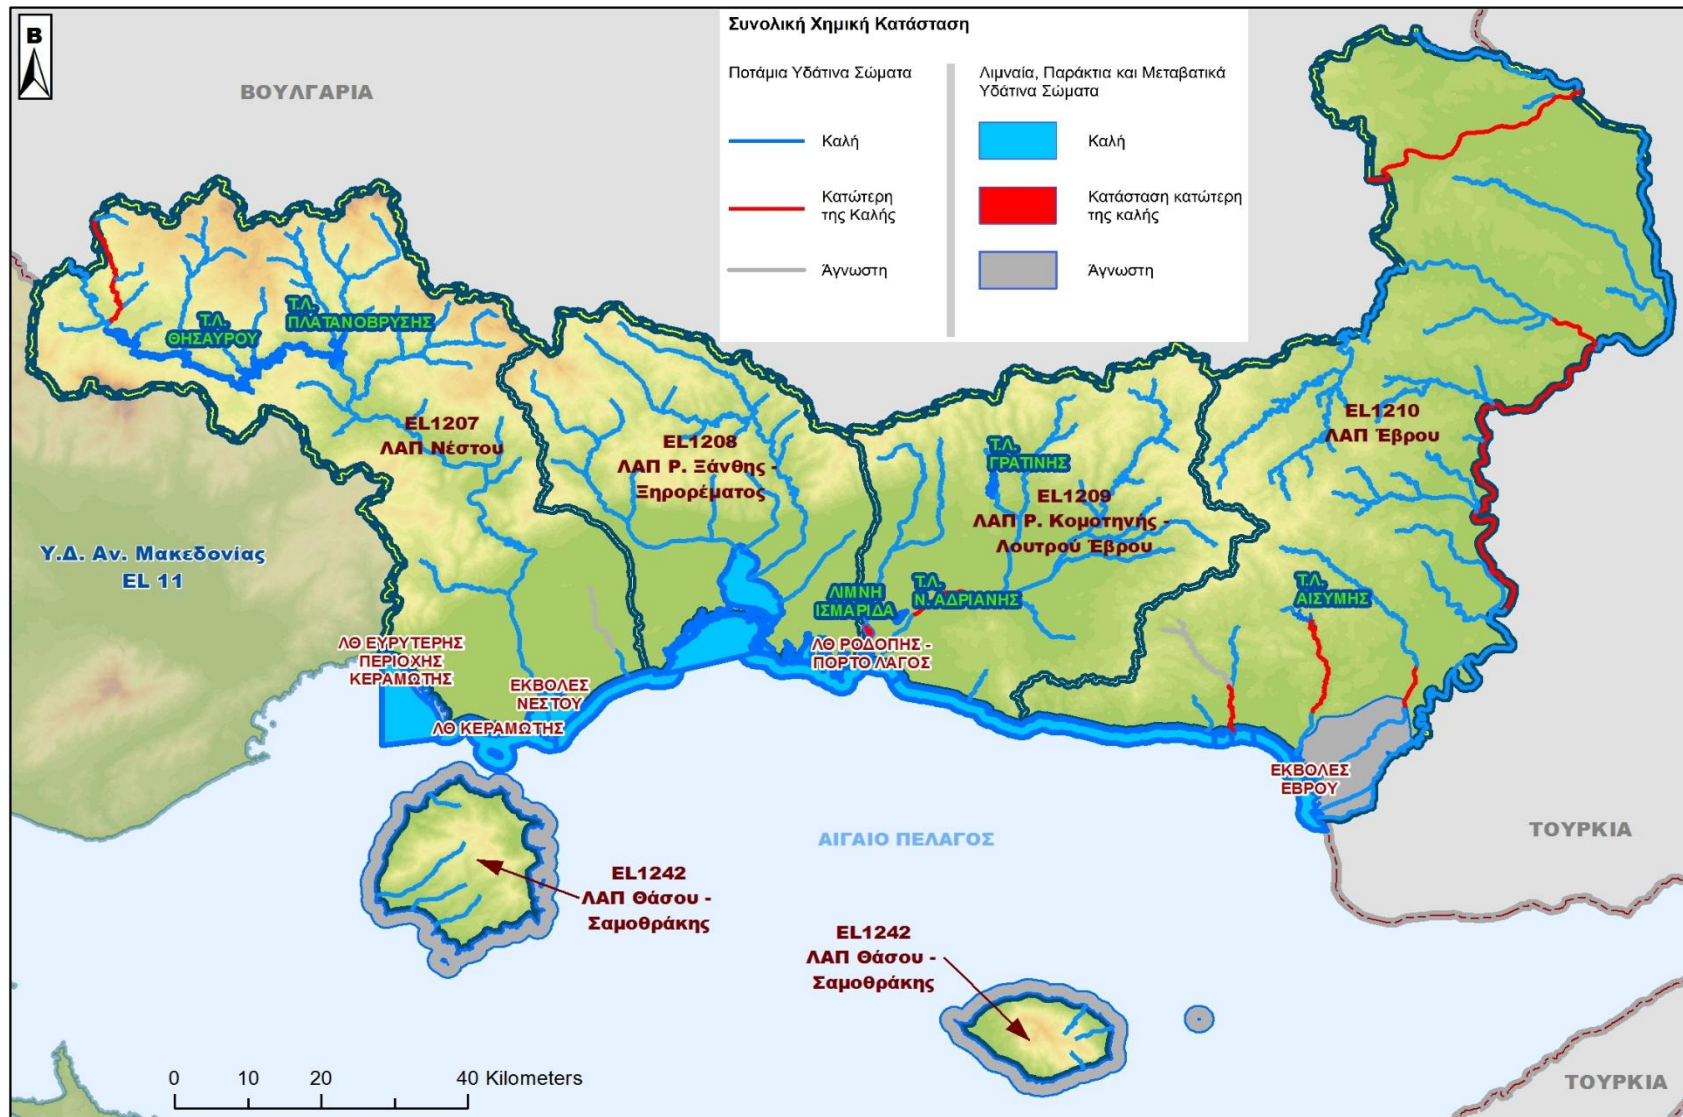 Β
Συνολική Χημική Κατάσταση
Ποτάμια Υδάτινα Σώματα
Καλή
Κατώτερη
της Καλής
Άγνωστη
Λιμναία, Παράκτια και Μεταβατικά
Υδάτινα Σώματα
Καλή
Κατάσταση κατώτερη
της καλής
Άγνωστη
ΒΟΥΛΓΑΡΙΑ
Τ.Λ.
ΘΗΣΑΥΡΟΥ
Τ.Λ.
ΠΛΑΤΑΝΟΒΡΥΣΗΣ
EL1207
ΛΑΠ Νέστου
EL1208
ΛΑΠ Ρ. Ξάνθης -
Ξηρορέματος
Τ.Λ.
ΓΡΑΤΙΝΗΣ
EL1209
ΛΑΠ Ρ. Κομοτηνής -
Λουτρού Έβρου
EL1210
ΛΑΠ Έβρου
Υ.Δ. Αν. Μακεδονίας
EL 11
ΛΙΜΝΗ
ΙΣΜΑΡΙΔΑ
Τ.Λ.
Ν. ΑΔΡΙΑΝΗΣ
Τ.Λ.
ΑΙΣΥΜΗΣ
ΛΘ ΕΥΡΥΤΕΡΗΣ
ΠΕΡΙΟΧΗΣ
ΚΕΡΑΜΩΤΗΣ
ΛΘ ΡΟΔΟΠΗΣ -
ΠΟΡΤΟ ΛΑΓΟΣ
ΕΚΒΟΛΕΣ
ΝΕΣΤΟΥ
ΛΘ ΚΕΡΑΜΩΤΗΣ
ΕΚΒΟΛΕΣ
ΕΒΡΟΥ
ΑΙΓΑΙΟ ΠΕΛΑΓΟΣ
ΤΟΥΡΚΙΑ
EL1242
ΛΑΠ Θάσου -
Σαμοθράκης
EL1242
ΛΑΠ Θάσου -
Σαμοθράκης
0 10 20 40 Kilometers
ΤΟΥΡΚΙΑ